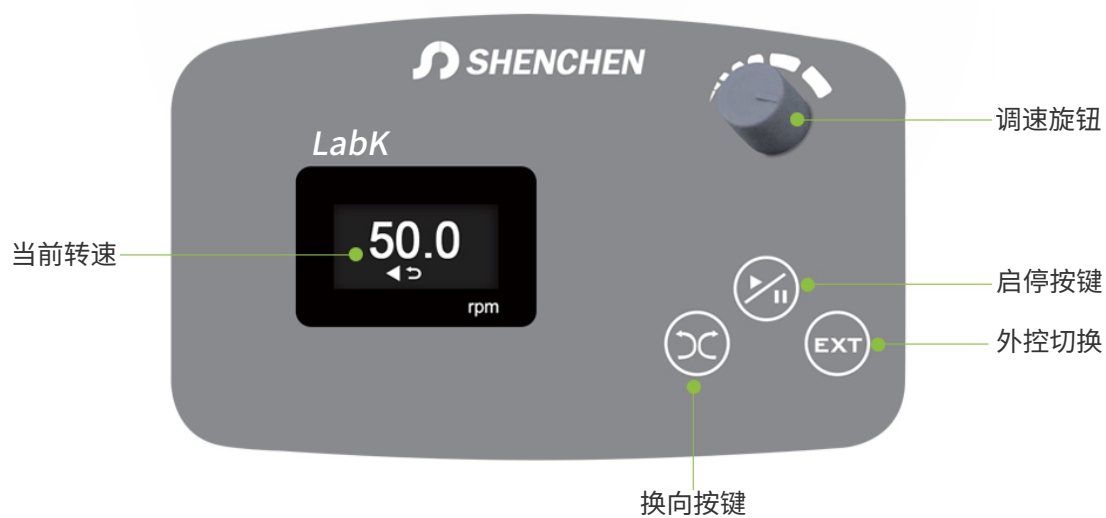 SHENCHEN
调速旋钮
LabK
50.0
当前转速
rpm
启停按键
EXT
外控切换
换向按键